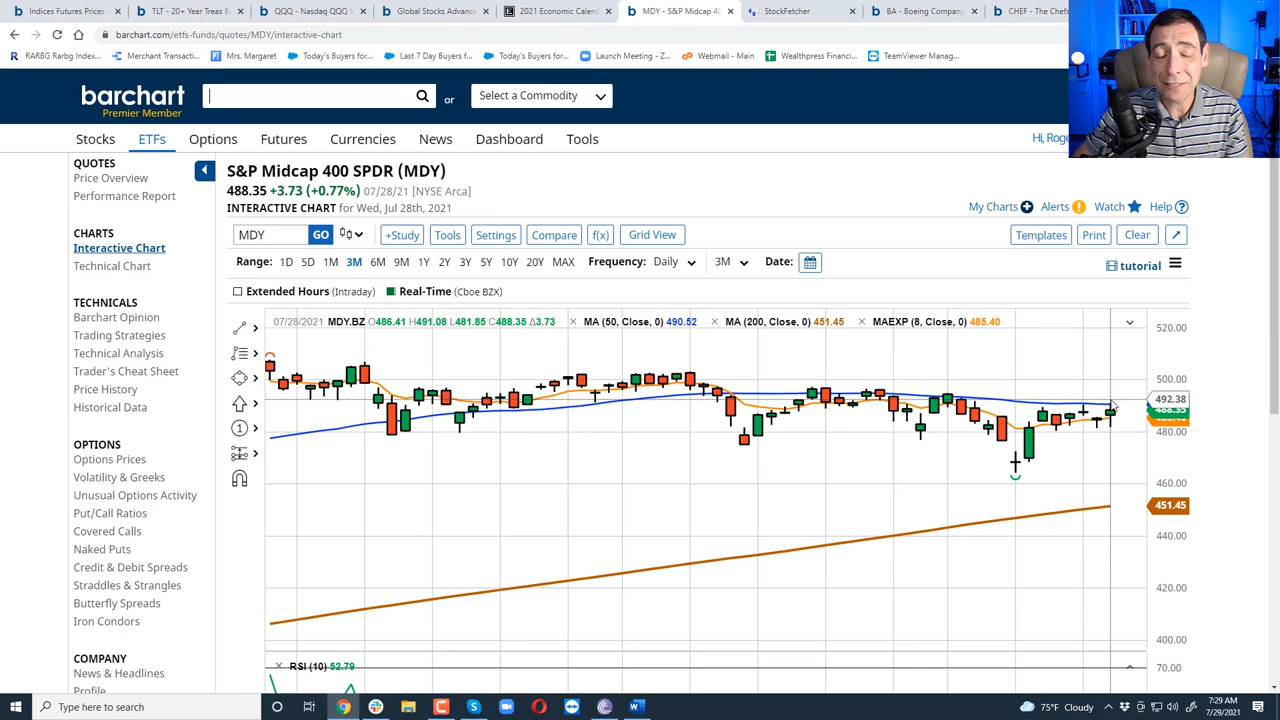 Indices Futures Prices
TLT - 20+ Year Treas B
QQQ - Nasdaq QQQ
Global Stocks Advance
2021 Economic Calen
MDY - S&P Midcap 40
StockFetcher
BA - Boeing Company
CHEF - The Chefs
barchart.com/etfs-funds/quotes/MDY/interactive-chart
RARBG Rarbg Index...
Merchant Transacti...
Mrs. Margaret
Today's Buyers for...
Last 7 Day Buyers f...
Today's Buyers for...
Launch Meeting - Z...
Webmail - Main
Wealthpress Financi...
TeamViewer Manag...
barchart
Premier Member
or
Select a Commodity
Stocks
ETFs
Options
Futures
Currencies
News
Dashboard
Tools
Hi, Roge
QUOTES
Price Overview
Performance Report
CHARTS
Interactive Chart
Technical Chart
TECHNICALS
Barchart Opinion
Trading Strategies
Technical Analysis
Trader's Cheat Sheet
Price History
Historical Data
OPTIONS
Options Prices
Volatility & Greeks
Unusual Options Activity
Put/Call Ratios
Covered Calls
Naked Puts
Credit & Debit Spreads
Straddles & Strangles
Butterfly Spreads
Iron Condors
COMPANY
News & Headlines
Profile
S&P Midcap 400 SPDR (MDY)
488.35 +3.73 (+0.77%) 07/28/21 [NYSE Arca]
INTERACTIVE CHART for Wed, Jul 28th, 2021
My Charts
Alerts
Watch
Help
MDY
GO
+Study
Tools
Settings
Compare
f(x)
Grid View
Templates
Print
Clear
Range: 1D 5D 1M 3M 6M 9M 1Y 2Y 3Y 5Y 10Y 20Y MAX Frequency: Daily 3M Date:
tutorial
Extended Hours (Intraday)
Real-Time (Cboe BZX)
07/28/2021 MDY.BZ O486.41 H491.08 L481.85 C488.35 Δ3.73
MA (50, Close, 0) 490.52
MA (200, Close, 0) 451.45
MAEXP (8, Close, 0) 485.40
520.00
500.00
492.38
488.35
480.00
460.00
451.45
440.00
420.00
400.00
RSI (10) 52.79
70.00
Type here to search
75°F Cloudy
7:29 AM
7/29/2021